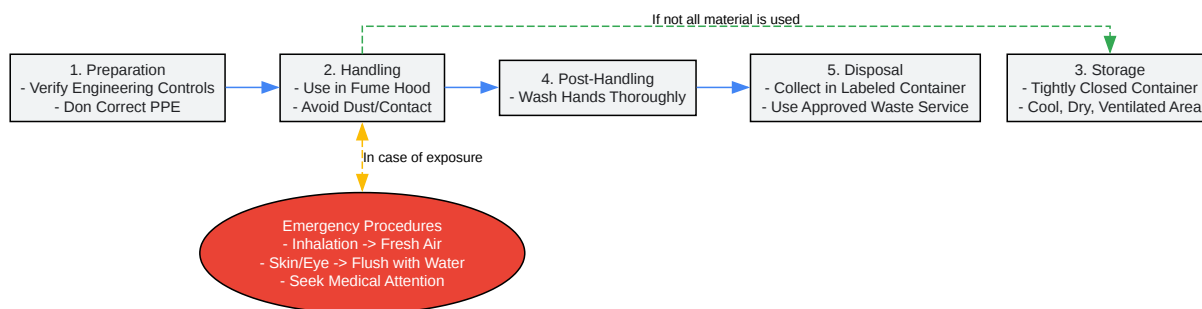 If not all material is used
1. Preparation
- Verify Engineering Controls
- Don Correct PPE
2. Handling
- Use in Fume Hood
- Avoid Dust/Contact
4. Post-Handling
- Wash Hands Thoroughly
5. Disposal
- Collect in Labeled Container
- Use Approved Waste Service
3. Storage
- Tightly Closed Container
- Cool, Dry, Ventilated Area
In case of exposure
Emergency Procedures
- Inhalation -> Fresh Air
- Skin/Eye -> Flush with Water
- Seek Medical Attention